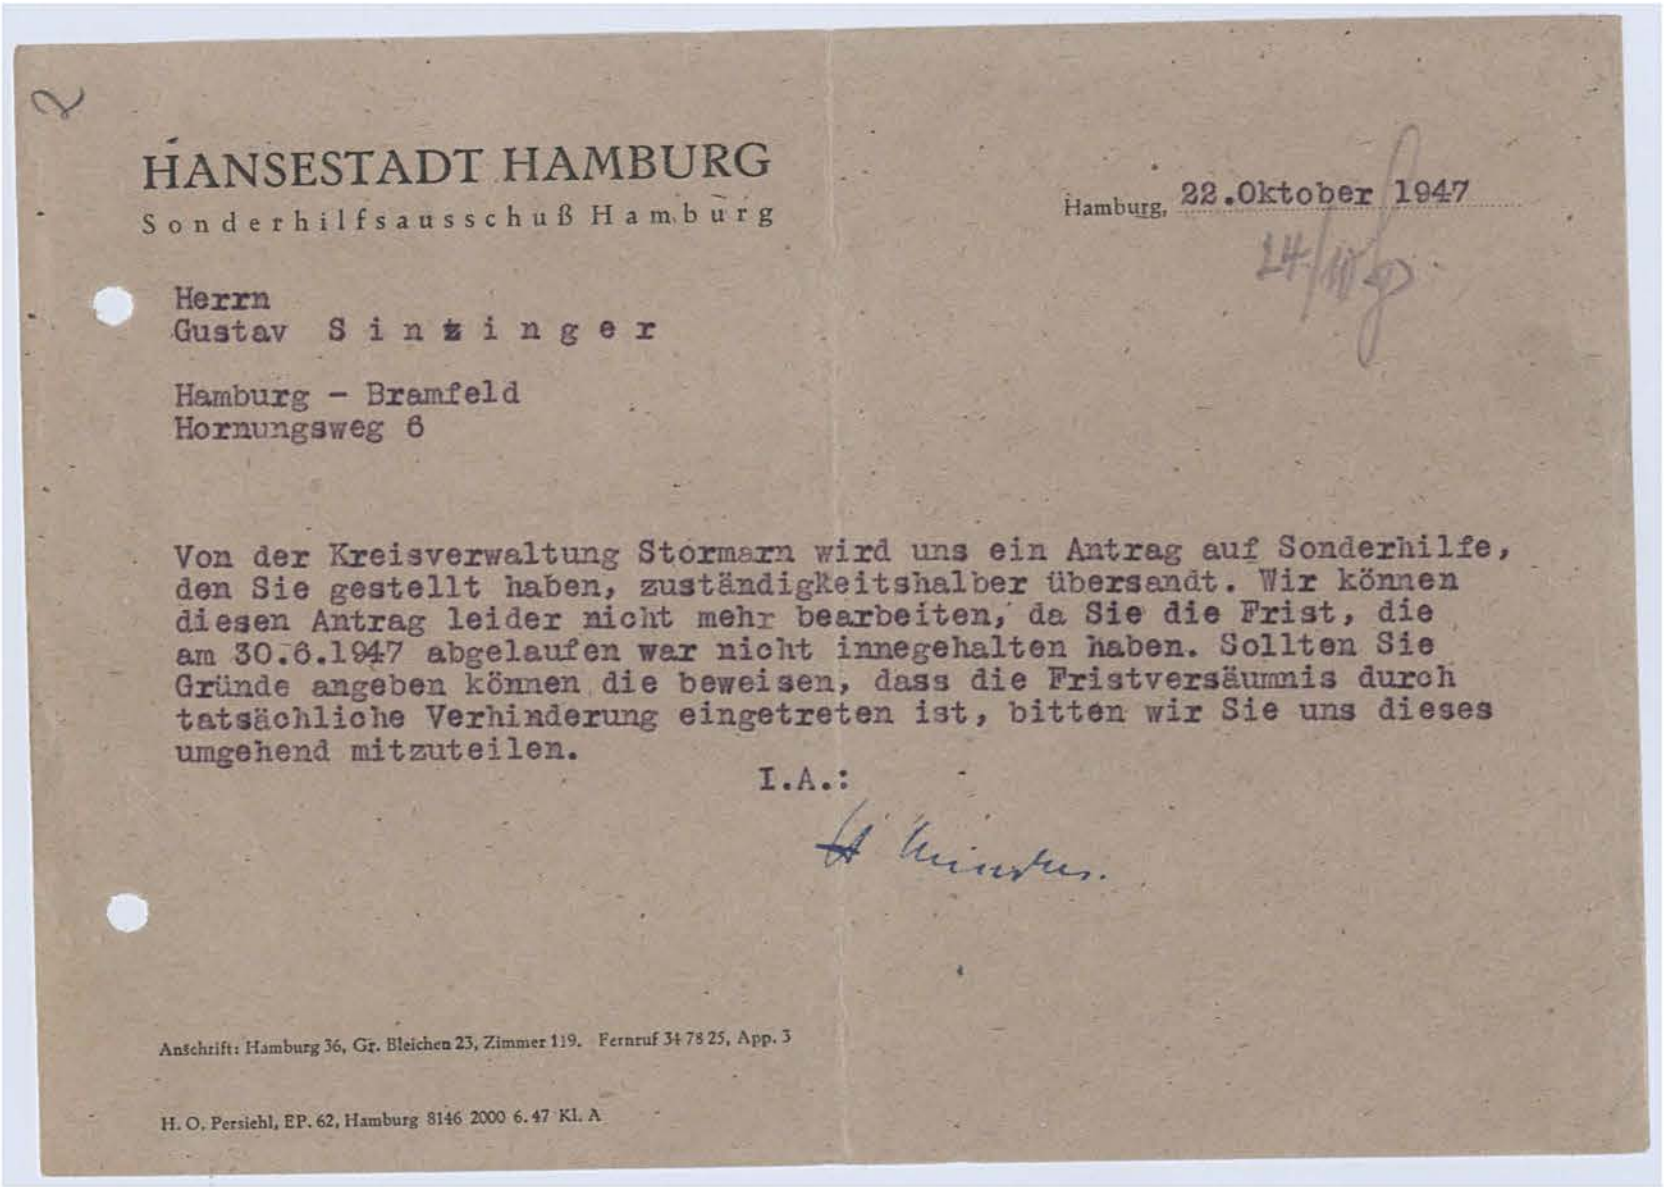 2
HANSESTADT HAMBURG
Sonderhilfsausschuß Hamburg
Hamburg, 22.Oktober 1947
Herrn
Gustav Sinzinger
Hamburg - Bramfeld
Hornungsweg 6
Von der Kreisverwaltung Stormarn wird uns ein Antrag auf Sonderhilfe,
den Sie gestellt haben, zuständigkeitshalber übersandt. Wir können
diesen Antrag leider nicht mehr bearbeiten, da Sie die Frist, die
am 30.6.1947 abgelaufen war nicht innegehalten haben. Sollten Sie
Gründe angeben können die beweisen, dass die Fristversäumnis durch
tatsächliche Verhinderung eingetreten ist, bitten wir Sie uns dieses
umgehend mitzuteilen.
I.A.:
Anschrift: Hamburg 36, Gr. Bleichen 23, Zimmer 119. Fernruf 34 78 25, App. 3
H. O. Persiehl, EP. 62, Hamburg 8146 2000 6. 47 Kl. A